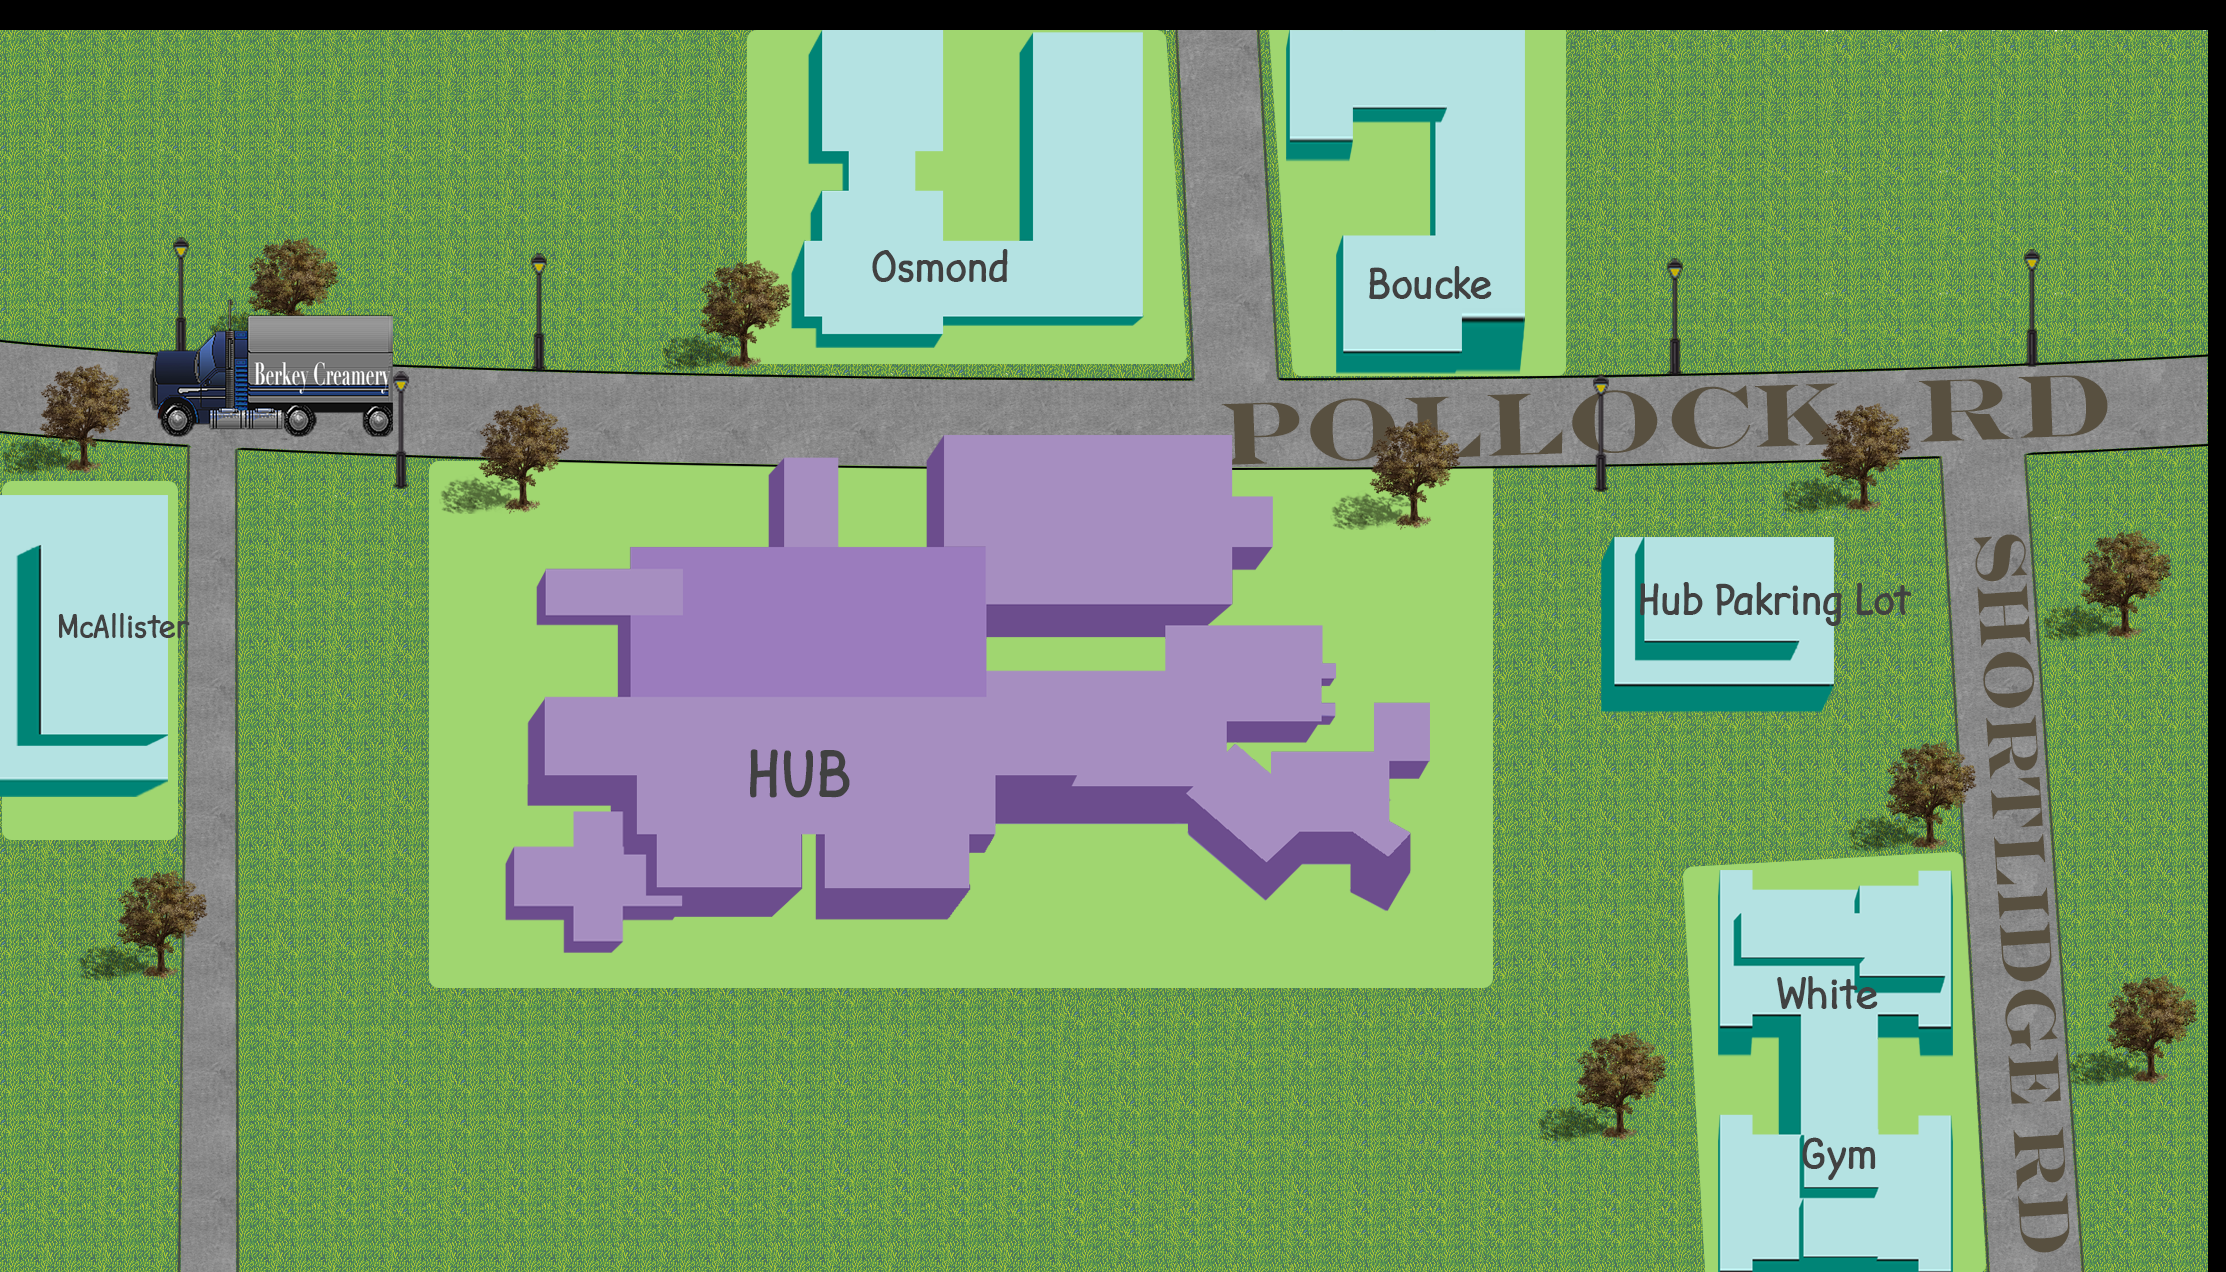 Osmond
Boucke
Berkey Creamery
POLLOCK RD
McAllister
Hub Pakring Lot
HUB
SHORTLIDGE RD
White
Gym